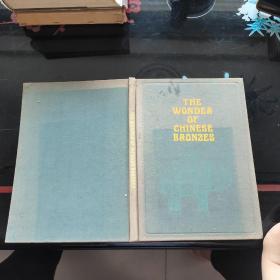 THE
WONDER
OF
CHINESE
BRONZES